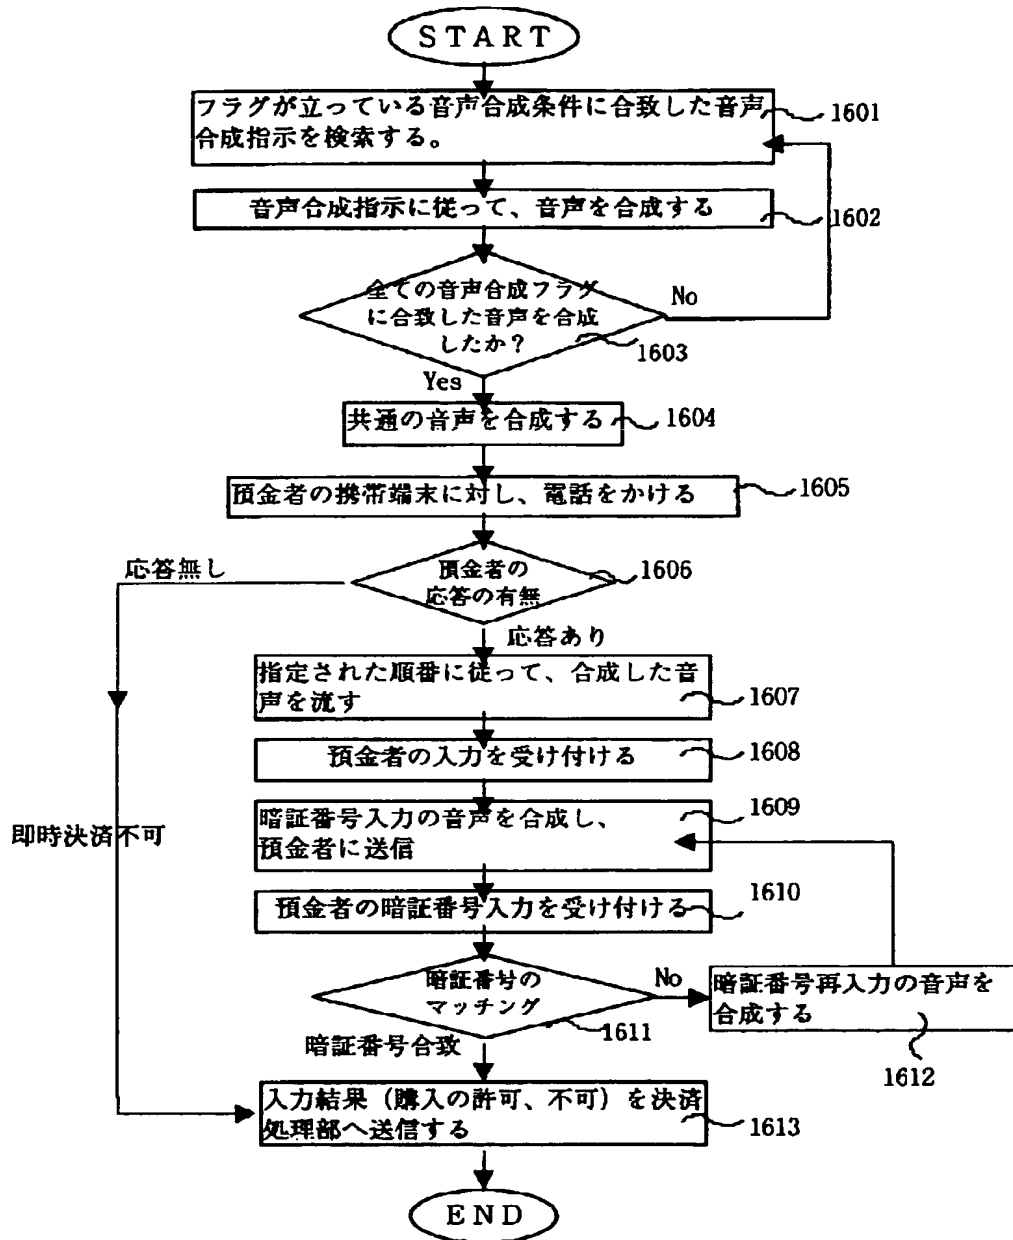 START
フラグが立っている音声合成条件に合致した音声
合成指示を検索する。
1601
音声合成指示に従って、音声を合成する
1602
全ての音声合成フラグ
に合致した音声を合成
したか？
No
1603
Yes
共通の音声を合成する
1604
預金者の携帯端末に対し、電話をかける
1605
応答無し
預金者の
応答の有無
1606
応答あり
指定された順番に従って、合成した音
声を流す
1607
預金者の入力を受け付ける
1608
即時決済不可
暗証番号入力の音声を合成し、
預金者に送信
1609
預金者の暗証番号入力を受け付ける
1610
暗証番号の
マッチング
No
1611
暗証番号再入力の音声を
合成する
1612
暗証番号合致
入力結果（購入の許可、不可）を決済
処理部へ送信する
1613
END